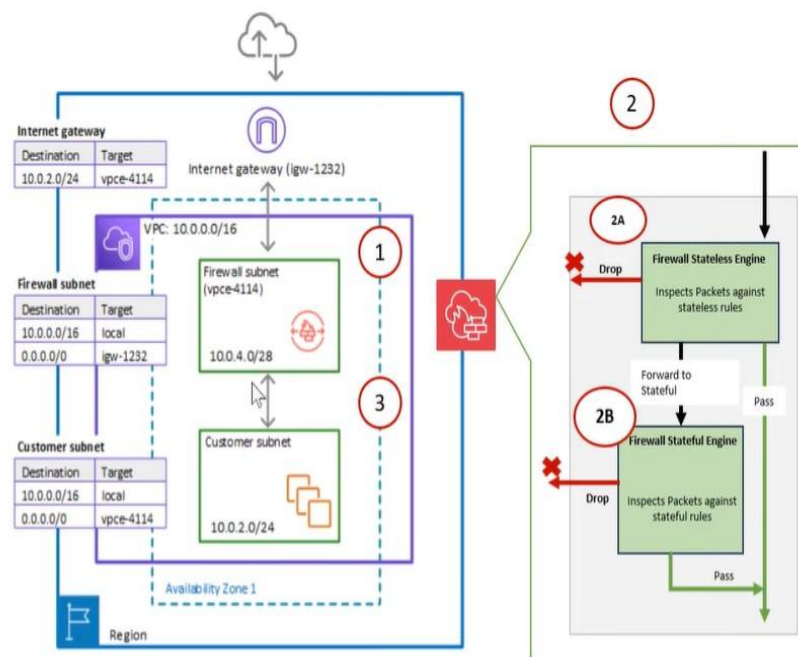 2
Internet gateway
Destination Target
10.0.2.0/24 vpce-4114
Internet gateway (igw-1232)
VPC: 10.0.0.0/16
1
Firewall subnet
(vpce-4114)
10.0.4.0/28
Firewall subnet
Destination Target
10.0.0.0/16 local
0.0.0.0/0 igw-1232
3
Customer subnet
10.0.2.0/24
Customer subnet
Destination Target
10.0.0.0/16 local
0.0.0.0/0 vpce-4114
Availability Zone 1
Region
2A
Drop
Firewall Stateless Engine
Inspects Packets against
stateless rules
Forward to
Stateful
Pass
2B
Firewall Stateful Engine
Drop
Inspects Packets against
stateful rules
Pass